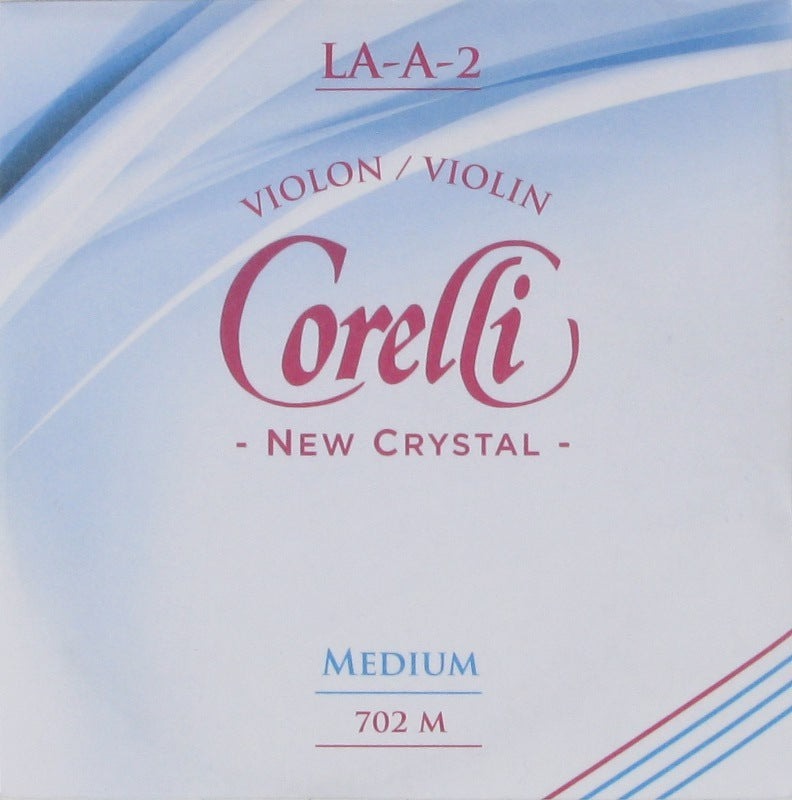 LA-A-2
VIOLON / VIOLIN
Corelli
- NEW CRYSTAL -
MEDIUM
702 M